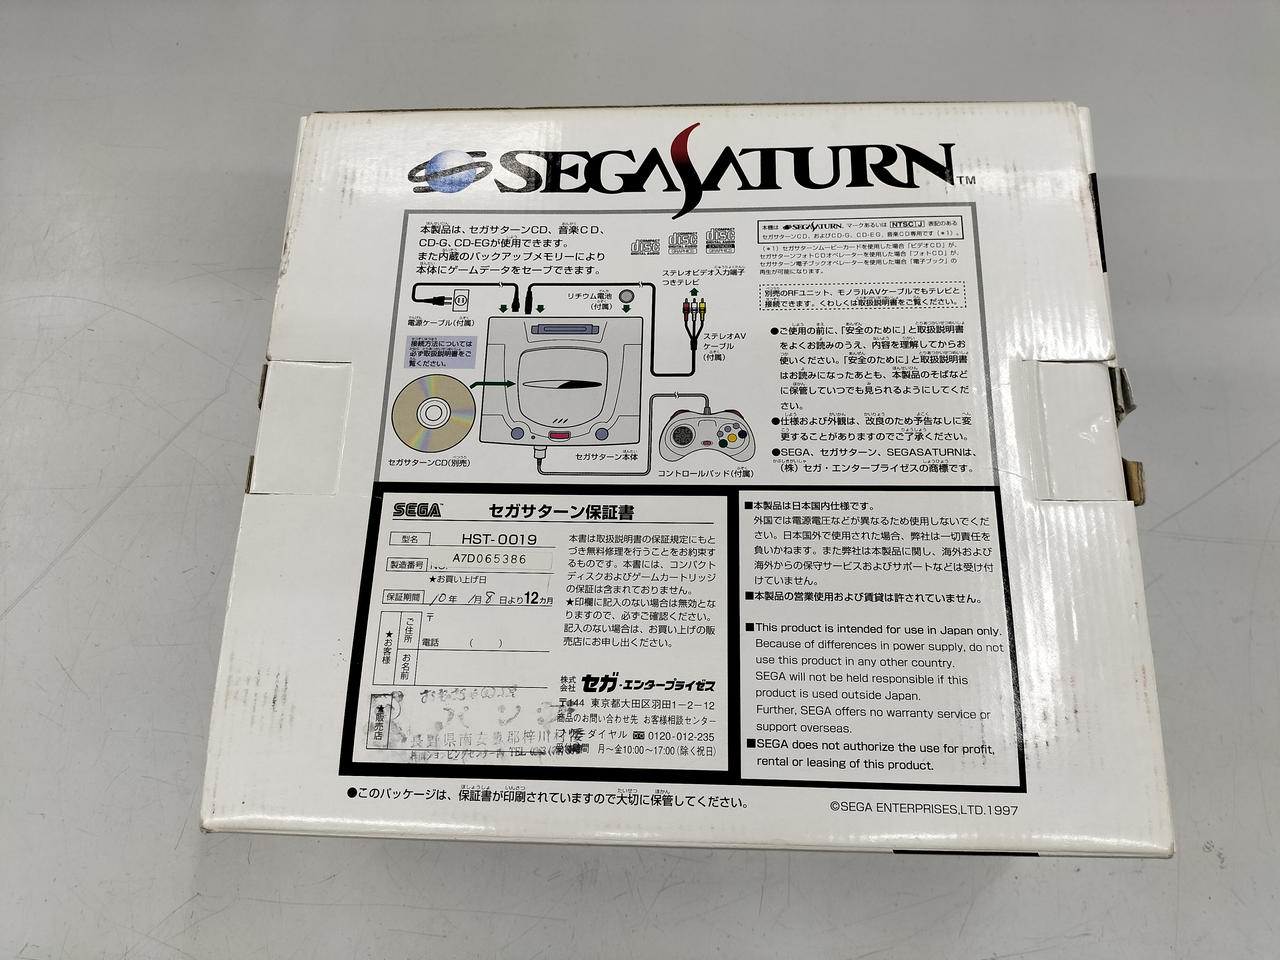 SEGASATURN™
本製品は、セガサターンCD、音楽CD、
CD-G、CD-EGが使用できます。
また内蔵のバックアップメモリーにより
本体にゲームデータをセーブできます。
本機は SEGASATURN. マークあるいは NTSC J 表記のある
セガサターンCD、およびCD-G、CD-EG、音楽CD専用です(*1)。
(*1)セガサターンムービーカードを使用した場合「ビデオCD」が、
セガサターンフォトCDオペレーターを使用した場合「フォトCD」が、
セガサターン電子ブックオペレーターを使用した場合「電子ブック」の
再生が可能になります。
別売のRFユニット、モノラルAVケーブルでもテレビと
接続できます。くわしくは取扱説明書をご覧ください。
ステレオビデオ入力端子
つきテレビ
リチウム電池
(付属)
電源ケーブル(付属)
ステレオAV
ケーブル
(付属)
接続方法については
必ず取扱説明書をご
覧ください。
セガサターンCD(別売)
セガサターン本体
コントロールパッド(付属)
●ご使用の前に、「安全のために」と取扱説明書
をよくお読みのうえ、内容を理解してからお
使いください。「安全のために」と取扱説明書
はお読みになったあとも、本製品のそばなど
に保管していつでも見られるようにしてくだ
さい。
●仕様および外観は、改良のため予告なしに変
更することがありますのでご了承ください。
●SEGA、セガサターン、SEGASATURNは、
(株)セガ・エンタープライゼスの商標です。
SEGA™ セガサターン保証書
型名 HST-0019
製造番号 A7D065386
★お買い上げ日
保証期間 10年 11月8日より12カ月
★お客様
ご住所
〒
電話 ( )
お名前
★販売店
長野県南安曇郡梓川村
本書は取扱説明書の保証規定にもと
づき無料修理を行うことをお約束す
るものです。本書には、コンパクト
ディスクおよびゲームカートリッジ
の保証は含まれておりません。
★印欄に記入のない場合は無効とな
りますので、必ずご確認ください。
記入のない場合は、お買い上げの販
売店にお申し出ください。
株式会社 セガ・エンタープライゼス
〒144 東京都大田区羽田1-2-12
商品のお問い合わせ先 お客様相談センター
フリーダイヤル 0120-012-235
受付時間 月〜金10:00〜17:00(除く祝日)
■本製品は日本国内仕様です。
外国では電源電圧などが異なるため使用しないでくだ
さい。日本国外で使用された場合、弊社は一切責任を
負いかねます。また弊社は本製品に関し、海外および
海外からの保守サービスおよびサポートなどは受け付
けていません。
■本製品の営業使用および賃貸は許されていません。
■This product is intended for use in Japan only.
Because of differences in power supply, do not
use this product in any other country.
SEGA will not be held responsible if this
product is used outside Japan.
Further, SEGA offers no warranty service or
support overseas.
■SEGA does not authorize the use for profit,
rental or leasing of this product.
●このパッケージは、保証書が印刷されていますので大切に保管してください。
©SEGA ENTERPRISES,LTD.1997